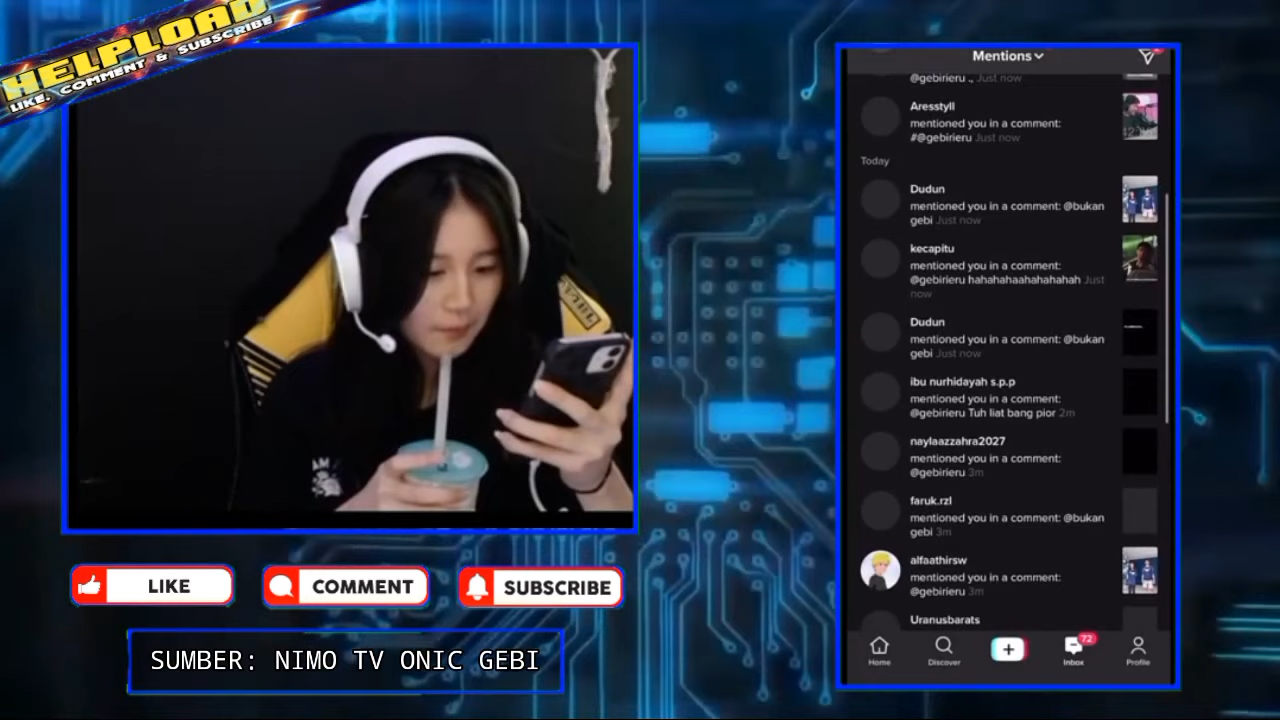 HELPLOAD
LIKE. COMMENT & SUBSCRIBE
LIKE
COMMENT
SUBSCRIBE
SUMBER: NIMO TV ONIC GEBI
Mentions
@gebirieru ., Just now
Aresstyll
mentioned you in a comment:
#@gebirieru Just now
Today
Dudun
mentioned you in a comment: @bukan
gebi Just now
kecapitu
mentioned you in a comment:
@gebirieru hahahahaahahahahah Just
now
Dudun
mentioned you in a comment: @bukan
gebi Just now
ibu nurhidayah s.p.p
mentioned you in a comment:
@gebirieru Tuh liat bang pior 2m
naylaazzahra2027
mentioned you in a comment:
@gebirieru 3m
faruk.rzl
mentioned you in a comment: @bukan
gebi 3m
alfaathirsw
mentioned you in a comment:
@gebirieru 3m
Uranusbarats
72
Home
Discover
Inbox
Profile